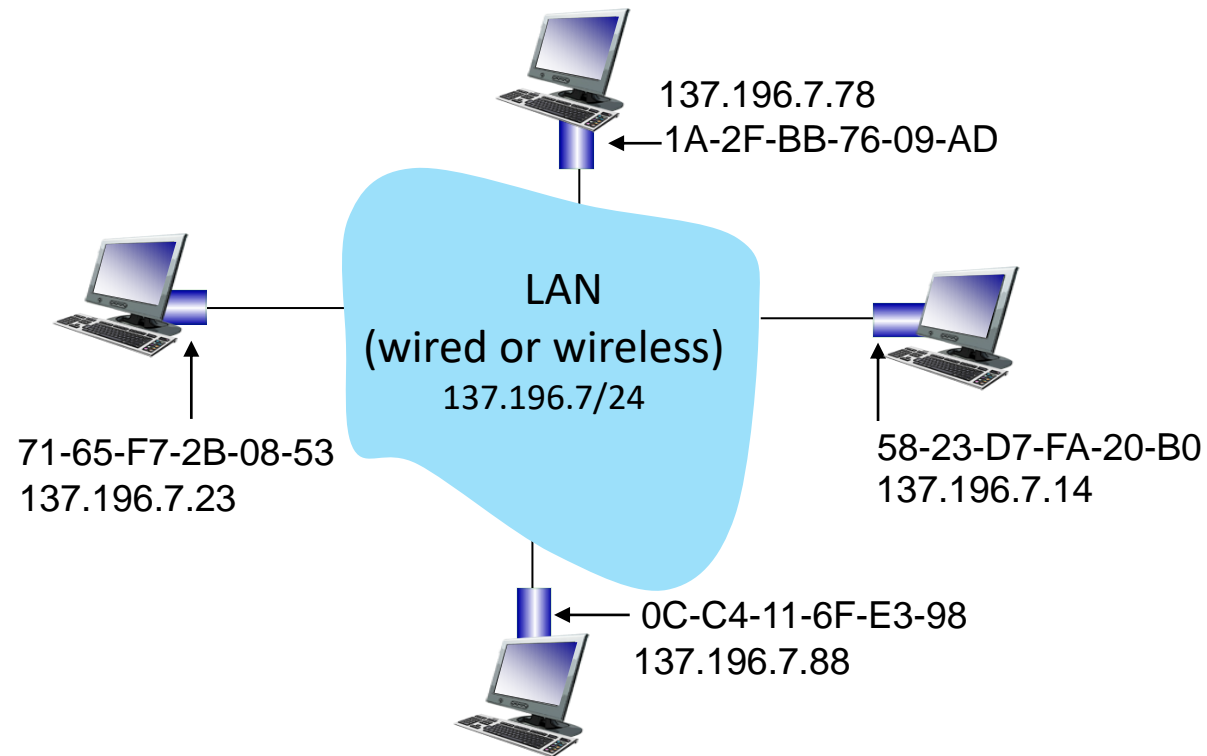 137.196.7.78
1A-2F-BB-76-09-AD
LAN
(wired or wireless)
137.196.7/24
71-65-F7-2B-08-53
137.196.7.23
58-23-D7-FA-20-B0
137.196.7.14
0C-C4-11-6F-E3-98
137.196.7.88